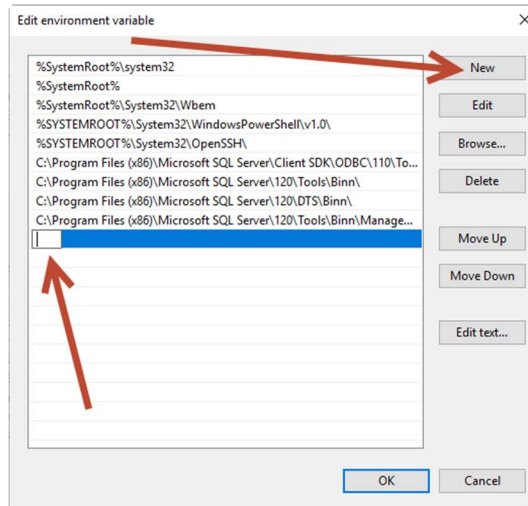 Edit environment variable
%SystemRoot%\system32
%SystemRoot%
%SystemRoot%\System32\Wbem
%SYSTEMROOT%\System32\WindowsPowerShell\v1.0\
%SYSTEMROOT%\System32\OpenSSH\
C:\Program Files (x86)\Microsoft SQL Server\Client SDK\ODBC\110\To...
C:\Program Files (x86)\Microsoft SQL Server\120\Tools\Binn\
C:\Program Files (x86)\Microsoft SQL Server\120\DTS\Binn\
C:\Program Files (x86)\Microsoft SQL Server\120\Tools\Binn\Manage...
New
Edit
Browse...
Delete
Move Up
Move Down
Edit text...
OK
Cancel